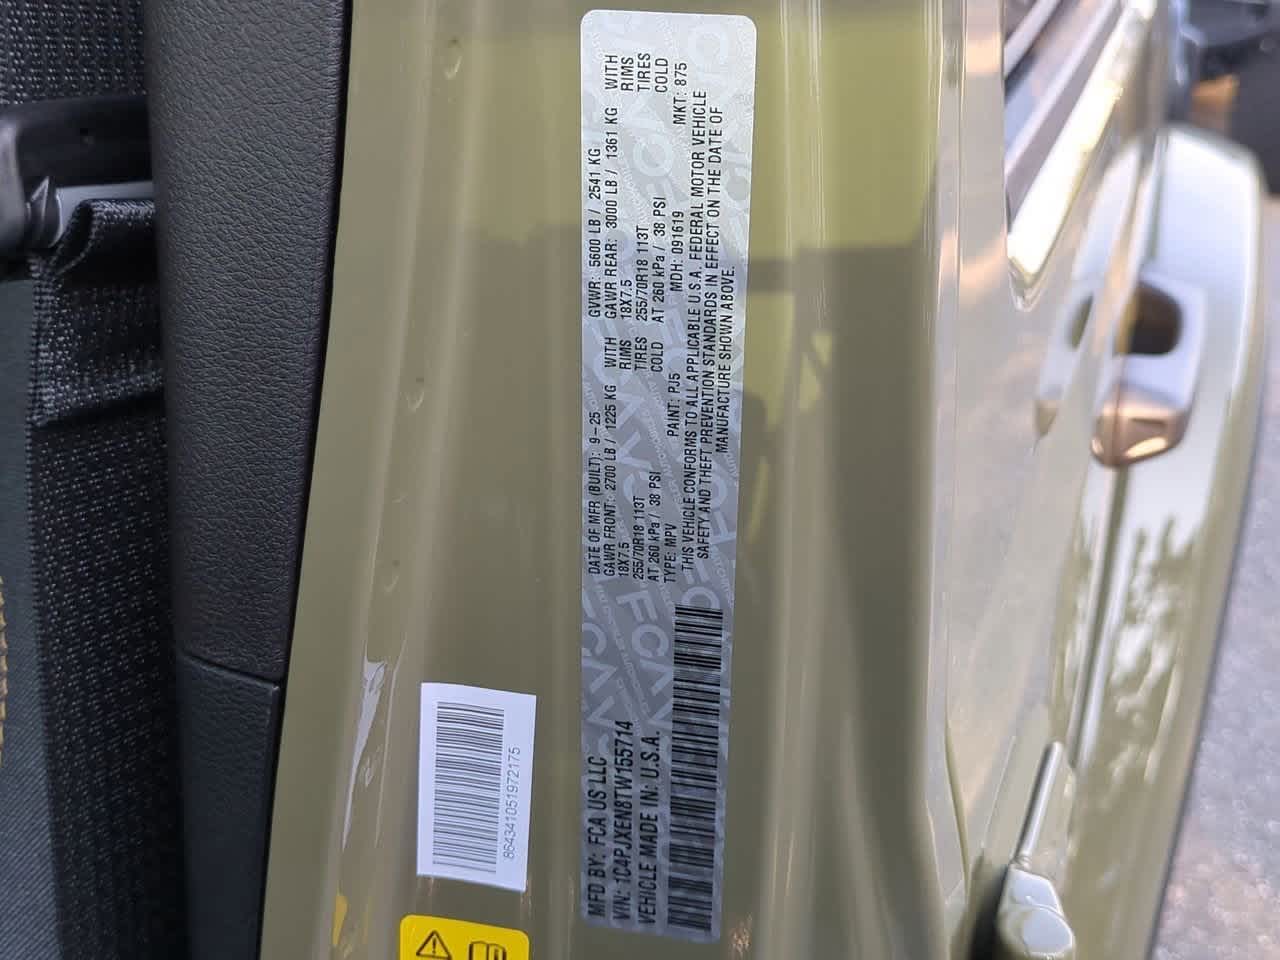 MFD BY: FCA US LLC
VIN: 1C4PJXEN8TW155714
VEHICLE MADE IN: U.S.A.
DATE OF MFR (BUILT): 9-25 GVWR: 5600 LB / 2541 KG
GAWR FRONT: 2700 LB / 1225 KG WITH GAWR REAR: 3000 LB / 1361 KG WITH
18X7.5 RIMS 18X7.5 RIMS
255/70R18 113T TIRES 255/70R18 113T TIRES
AT 260 kPa / 38 PSI COLD AT 260 kPa / 38 PSI COLD
TYPE: MPV PAINT: PJ5 MDH: 091619 MKT: 875
THIS VEHICLE CONFORMS TO ALL APPLICABLE U.S.A. FEDERAL MOTOR VEHICLE
SAFETY AND THEFT PREVENTION STANDARDS IN EFFECT ON THE DATE OF
MANUFACTURE SHOWN ABOVE.
864341051972175